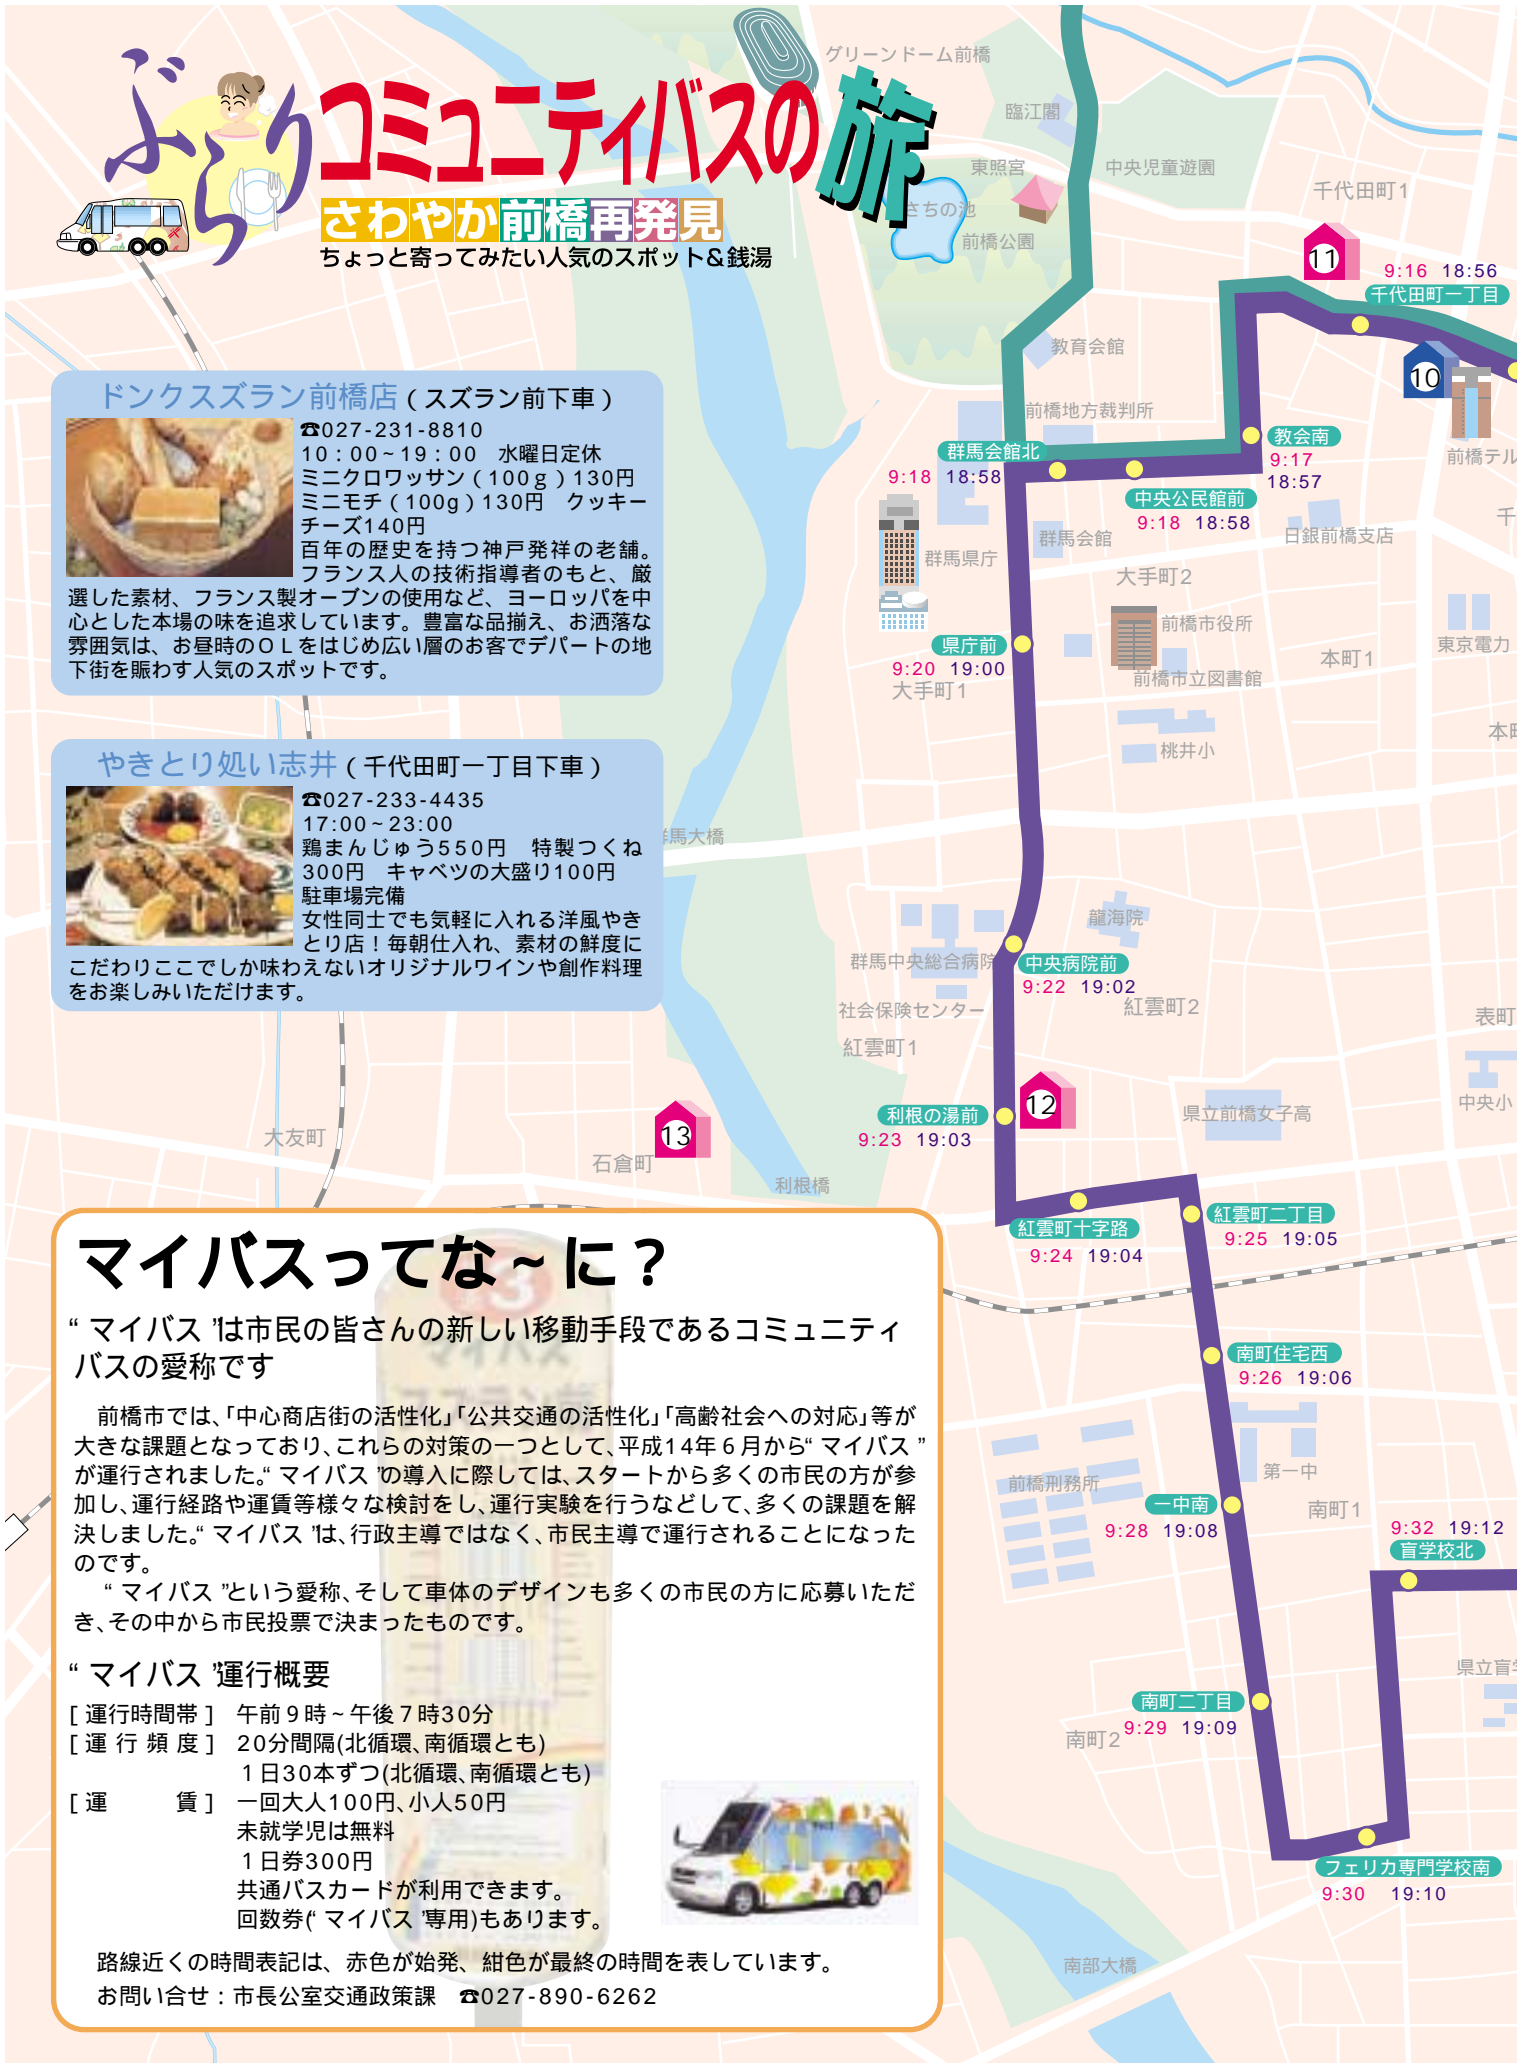 ぶらり
コミュニティバスの旅
さわやか前橋再発見
ちょっと寄ってみたい人気のスポット&銭湯
ドンクスズラン前橋店(スズラン前下車)
☎027-231-8810
10:00~19:00 水曜日定休
ミニクロワッサン(100g)130円
ミニモチ(100g)130円 クッキー
チーズ140円
百年の歴史を持つ神戸発祥の老舗。
フランス人の技術指導者のもと、厳
選した素材、フランス製オーブンの使用など、ヨーロッパを中
心とした本場の味を追求しています。豊富な品揃え、お洒落な
雰囲気は、お昼時のOLをはじめ広い層のお客でデパートの地
下街を賑わす人気のスポットです。
やきとり処い志井(千代田町一丁目下車)
☎027-233-4435
17:00~23:00
鶏まんじゅう550円 特製つくね
300円 キャベツの大盛り100円
駐車場完備
女性同士でも気軽に入れる洋風やき
とり店!毎朝仕入れ、素材の鮮度に
こだわりここでしか味わえないオリジナルワインや創作料理
をお楽しみいただけます。
マイバスってな~に?
“マイバス”は市民の皆さんの新しい移動手段であるコミュニティ
バスの愛称です
前橋市では、「中心商店街の活性化」「公共交通の活性化」「高齢社会への対応」等が
大きな課題となっており、これらの対策の一つとして、平成14年6月から“マイバス”
が運行されました。“マイバス”の導入に際しては、スタートから多くの市民の方が参
加し、運行経路や運賃等様々な検討をし、運行実験を行うなどして、多くの課題を解
決しました。“マイバス”は、行政主導ではなく、市民主導で運行されることになった
のです。
“マイバス”という愛称、そして車体のデザインも多くの市民の方に応募いただ
き、その中から市民投票で決まったものです。
“マイバス”運行概要
[運行時間帯] 午前9時~午後7時30分
[運行頻度] 20分間隔(北循環、南循環とも)
1日30本ずつ(北循環、南循環とも)
[運 賃] 一回大人100円、小人50円
未就学児は無料
1日券300円
共通バスカードが利用できます。
回数券(“マイバス”専用)もあります。
路線近くの時間表記は、赤色が始発、紺色が最終の時間を表しています。
お問い合せ:市長公室交通政策課 ☎027-890-6262
3
マイバス
スズラン前
グリーンドーム前橋
臨江閣
東照宮
中央児童遊園
さちの池
前橋公園
千代田町1
11
9:16 18:56
千代田町一丁目
10
教育会館
前橋地方裁判所
群馬会館北
9:18 18:58
教会南
9:17
18:57
前橋テル
中央公民館前
9:18 18:58
千
日銀前橋支店
群馬会館
群馬県庁
大手町2
前橋市役所
東京電力
県庁前
9:20 19:00
大手町1
本町1
前橋市立図書館
本町
桃井小
群馬大橋
龍海院
群馬中央総合病院
中央病院前
9:22 19:02
紅雲町2
社会保険センター
表町
紅雲町1
12
利根の湯前
9:23 19:03
県立前橋女子高
中央小
大友町
13
石倉町
利根橋
紅雲町十字路
9:24 19:04
紅雲町二丁目
9:25 19:05
南町住宅西
9:26 19:06
第一中
前橋刑務所
一中南
9:28 19:08
南町1
9:32 19:12
盲学校北
県立盲学
南町二丁目
9:29 19:09
南町2
フェリカ専門学校南
9:30 19:10
南部大橋